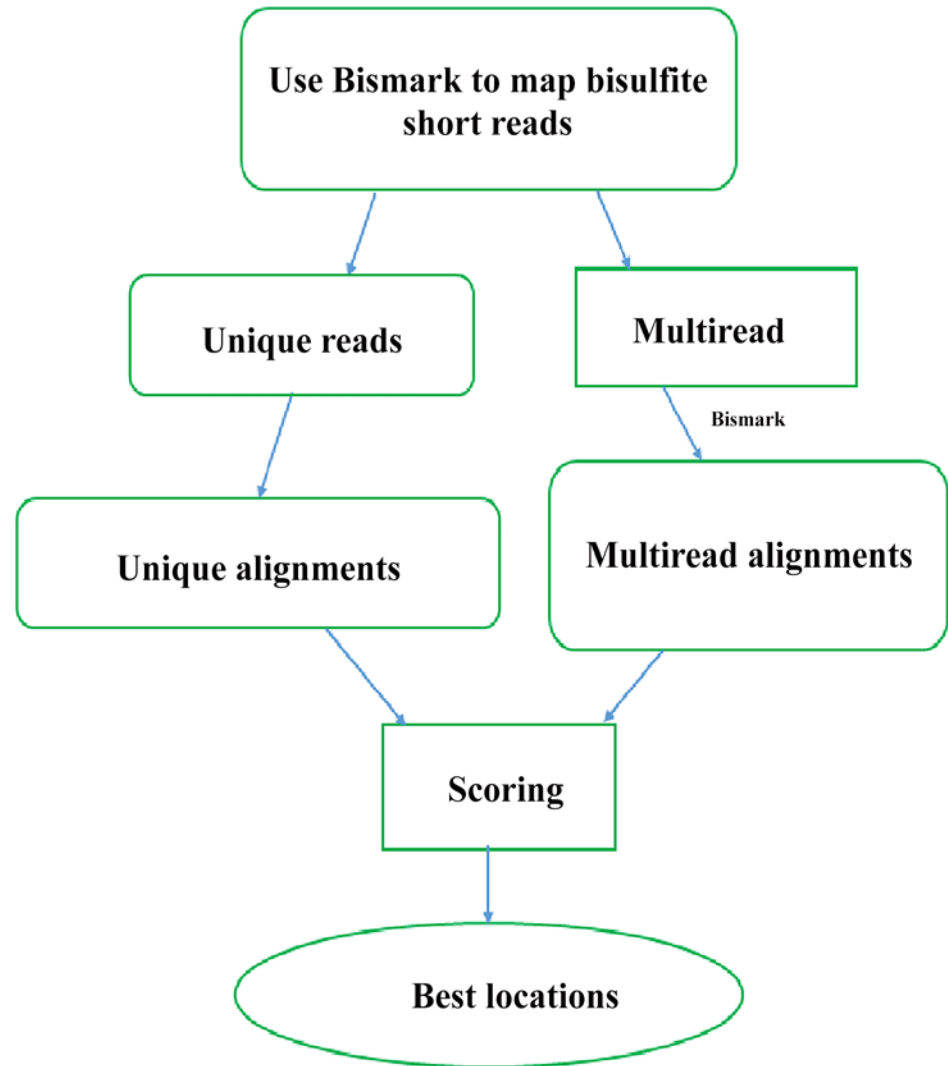 Use Bismark to map bisulfite
short reads
Unique reads
Multiread
Bismark
Unique alignments
Multiread alignments
Scoring
Best locations